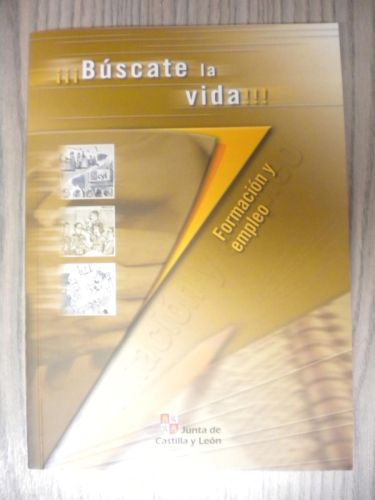 ¡¡¡Búscate la
vida!!!
Formación y
empleo
Junta de
Castilla y León